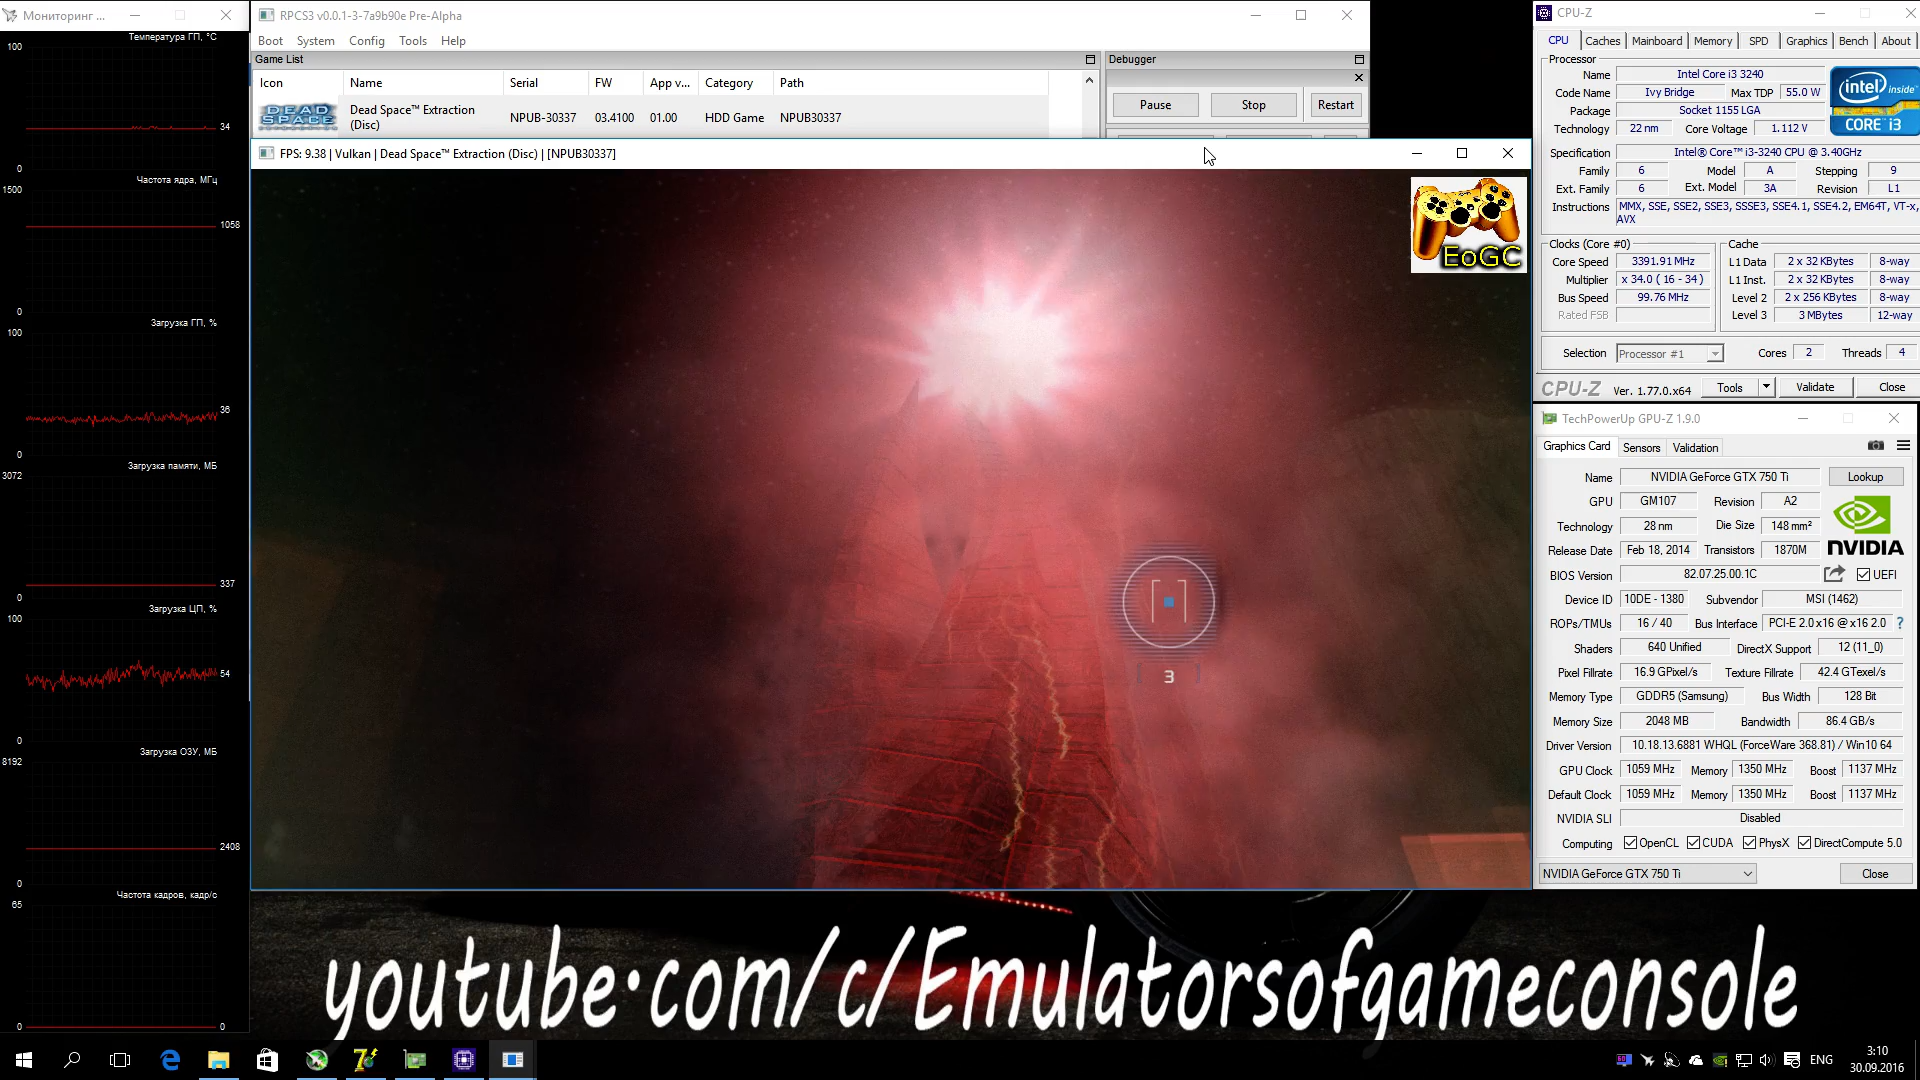 Мониторинг ...
Температура ГП, °C
100
34
0
Частота ядра, МГц
1500
1058
0
Загрузка ГП, %
100
36
0
Загрузка памяти, МБ
3072
337
0
Загрузка ЦП, %
100
54
0
Загрузка ОЗУ, МБ
8192
2408
0
Частота кадров, кадр/с
65
0
0
RPCS3 v0.0.1-3-7a9b90e Pre-Alpha
Boot System Config Tools Help
Game List
Icon Name Serial FW App v... Category Path
DEAD SPACE
Dead Space™ Extraction (Disc) NPUB-30337 03.4100 01.00 HDD Game NPUB30337
Debugger
Pause Stop Restart
FPS: 9.38 | Vulkan | Dead Space™ Extraction (Disc) | [NPUB30337]
EoGC
3
CPU-Z
CPU Caches Mainboard Memory SPD Graphics Bench About
Processor
Name Intel Core i3 3240
Code Name Ivy Bridge Max TDP 55.0 W
Package Socket 1155 LGA
Technology 22 nm Core Voltage 1.112 V
intel inside™
CORE i3
Specification Intel® Core™ i3-3240 CPU @ 3.40GHz
Family 6 Model A Stepping 9
Ext. Family 6 Ext. Model 3A Revision L1
Instructions MMX, SSE, SSE2, SSE3, SSSE3, SSE4.1, SSE4.2, EM64T, VT-x,
AVX
Clocks (Core #0)
Core Speed 3391.91 MHz
Multiplier x 34.0 ( 16 - 34 )
Bus Speed 99.76 MHz
Rated FSB
Cache
L1 Data 2 x 32 KBytes 8-way
L1 Inst. 2 x 32 KBytes 8-way
Level 2 2 x 256 KBytes 8-way
Level 3 3 MBytes 12-way
Selection Processor #1 Cores 2 Threads 4
CPU-Z Ver. 1.77.0.x64 Tools Validate Close
TechPowerUp GPU-Z 1.9.0
Graphics Card Sensors Validation
Name NVIDIA GeForce GTX 750 Ti Lookup
GPU GM107 Revision A2
Technology 28 nm Die Size 148 mm²
Release Date Feb 18, 2014 Transistors 1870M
NVIDIA
BIOS Version 82.07.25.00.1C UEFI
Device ID 10DE - 1380 Subvendor MSI (1462)
ROPs/TMUs 16 / 40 Bus Interface PCI-E 2.0 x16 @ x16 2.0 ?
Shaders 640 Unified DirectX Support 12 (11_0)
Pixel Fillrate 16.9 GPixel/s Texture Fillrate 42.4 GTexel/s
Memory Type GDDR5 (Samsung) Bus Width 128 Bit
Memory Size 2048 MB Bandwidth 86.4 GB/s
Driver Version 10.18.13.6881 WHQL (ForceWare 368.81) / Win10 64
GPU Clock 1059 MHz Memory 1350 MHz Boost 1137 MHz
Default Clock 1059 MHz Memory 1350 MHz Boost 1137 MHz
NVIDIA SLI Disabled
Computing OpenCL CUDA PhysX DirectCompute 5.0
NVIDIA GeForce GTX 750 Ti Close
youtube.com/c/Emulatorsofgameconsole
ENG
3:10
30.09.2016